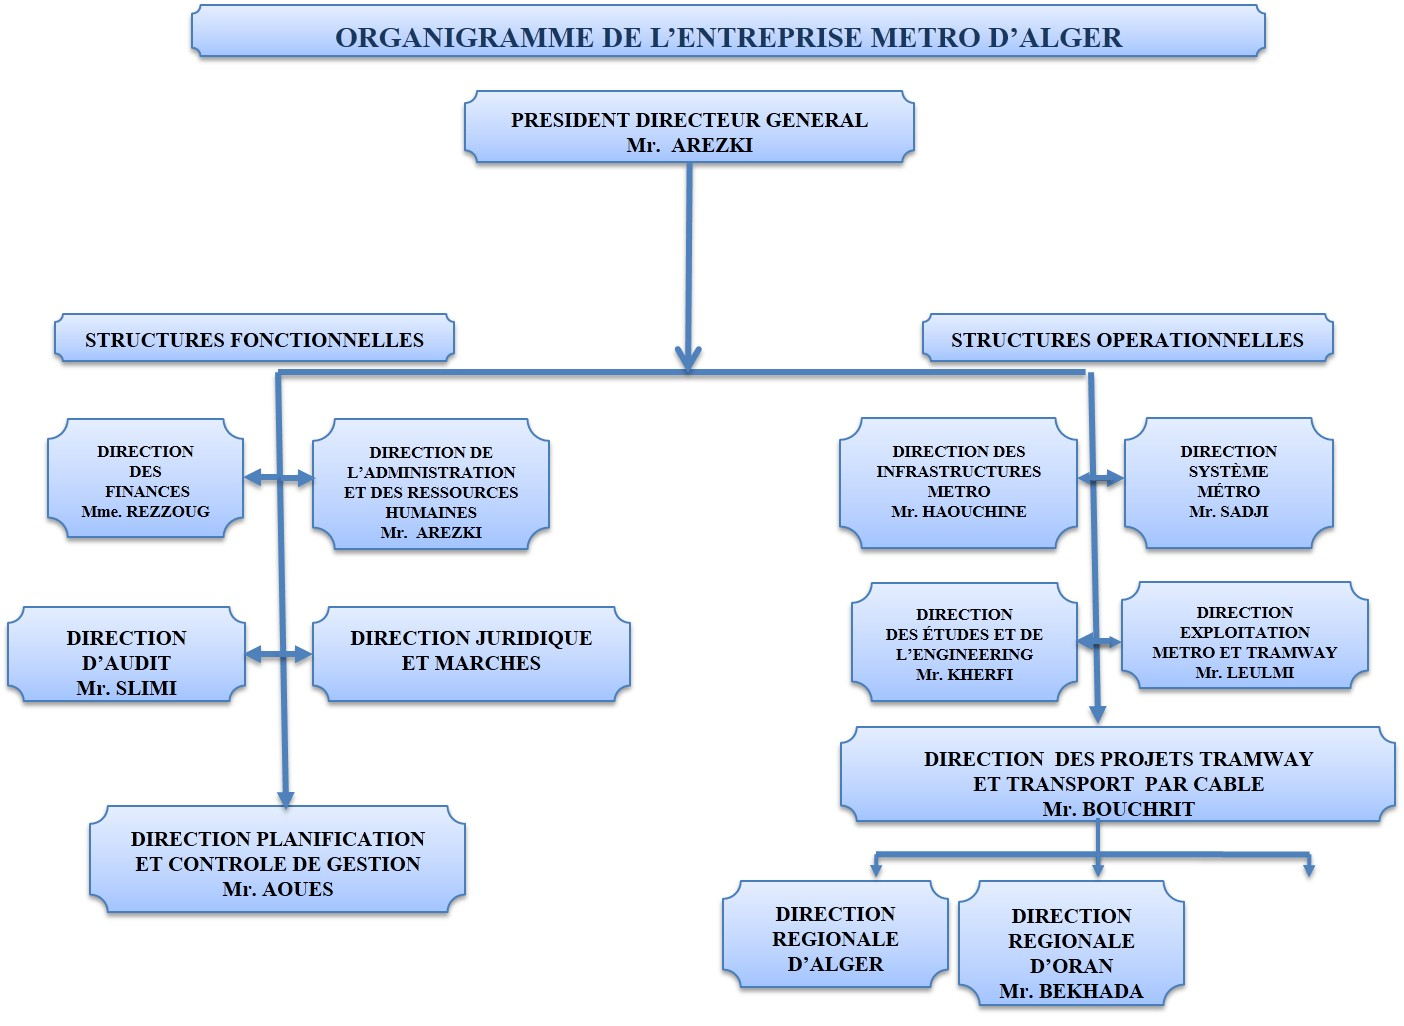 ORGANIGRAMME DE L’ENTREPRISE METRO D’ALGER
PRESIDENT DIRECTEUR GENERAL
Mr. AREZKI
STRUCTURES FONCTIONNELLES
STRUCTURES OPERATIONNELLES
DIRECTION
DES
FINANCES
Mme. REZZOUG
DIRECTION DE
L’ADMINISTRATION
ET DES RESSOURCES
HUMAINES
Mr. AREZKI
DIRECTION DES
INFRASTRUCTURES
METRO
Mr. HAOUCHINE
DIRECTION
SYSTÈME
MÉTRO
Mr. SADJI
DIRECTION
D’AUDIT
Mr. SLIMI
DIRECTION JURIDIQUE
ET MARCHES
DIRECTION
DES ÉTUDES ET DE
L’ENGINEERING
Mr. KHERFI
DIRECTION
EXPLOITATION
METRO ET TRAMWAY
Mr. LEULMI
DIRECTION PLANIFICATION
ET CONTROLE DE GESTION
Mr. AOUES
DIRECTION DES PROJETS TRAMWAY
ET TRANSPORT PAR CABLE
Mr. BOUCHRIT
DIRECTION
REGIONALE
D’ALGER
DIRECTION
REGIONALE
D’ORAN
Mr. BEKHADA